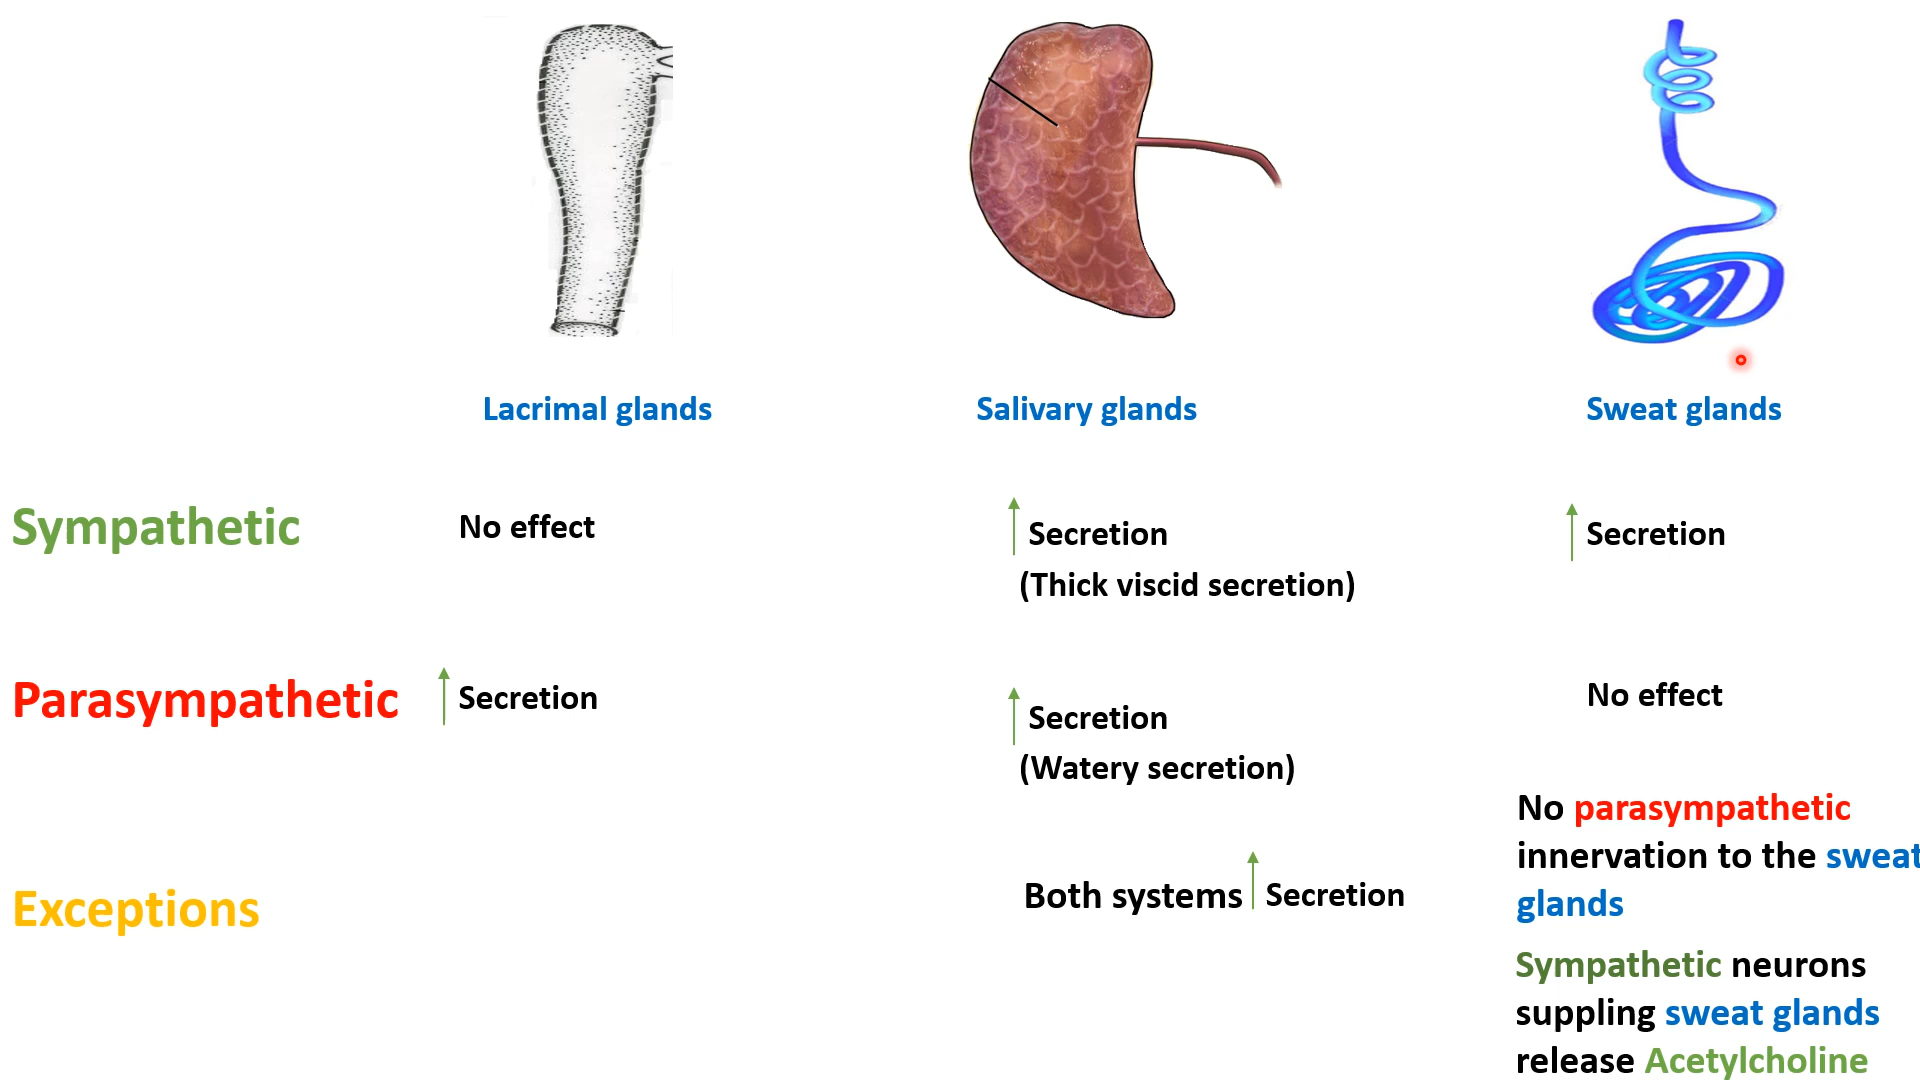 Lacrimal glands
Salivary glands
Sweat glands
Sympathetic
No effect
Secretion
(Thick viscid secretion)
Secretion
Parasympathetic
Secretion
Secretion
(Watery secretion)
No effect
Exceptions
Both systems Secretion
No parasympathetic
innervation to the sweat
glands
Sympathetic neurons
suppling sweat glands
release Acetylcholine